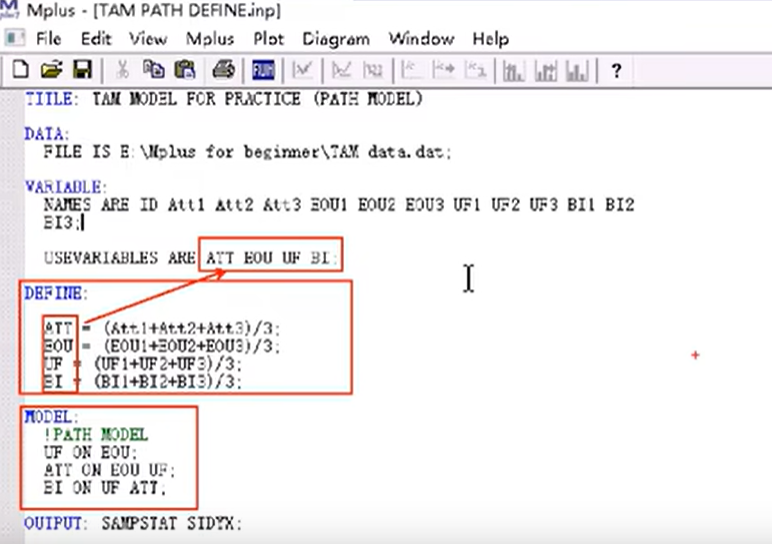 Mplus - [TAM PATH DEFINE.inp]
File Edit View Mplus Plot Diagram Window Help
RUN
?
TITLE: TAM MODEL FOR PRACTICE (PATH MODEL)
DATA:
FILE IS E:\Mplus for beginner\TAM data.dat;
VARIABLE:
NAMES ARE ID Att1 Att2 Att3 EOU1 EOU2 EOU3 UF1 UF2 UF3 BI1 BI2
BI3;
USEVARIABLES ARE ATT EOU UF BI;
DEFINE:
ATT = (Att1+Att2+Att3)/3;
EOU = (EOU1+EOU2+EOU3)/3;
UF = (UF1+UF2+UF3)/3;
BI = (BI1+BI2+BI3)/3;
MODEL:
!PATH MODEL
UF ON EOU;
ATT ON EOU UF;
BI ON UF ATT;
OUTPUT: SAMPSTAT STDYX;